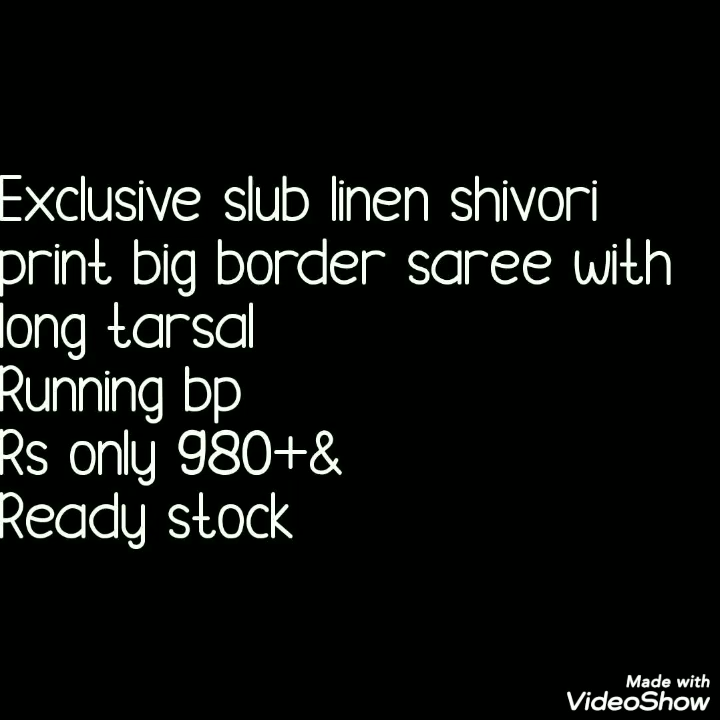 Exclusive slub linen shivori
print big border saree with
long tarsal
Running bp
Rs only 980+&
Ready stock
Made with
VideoShow